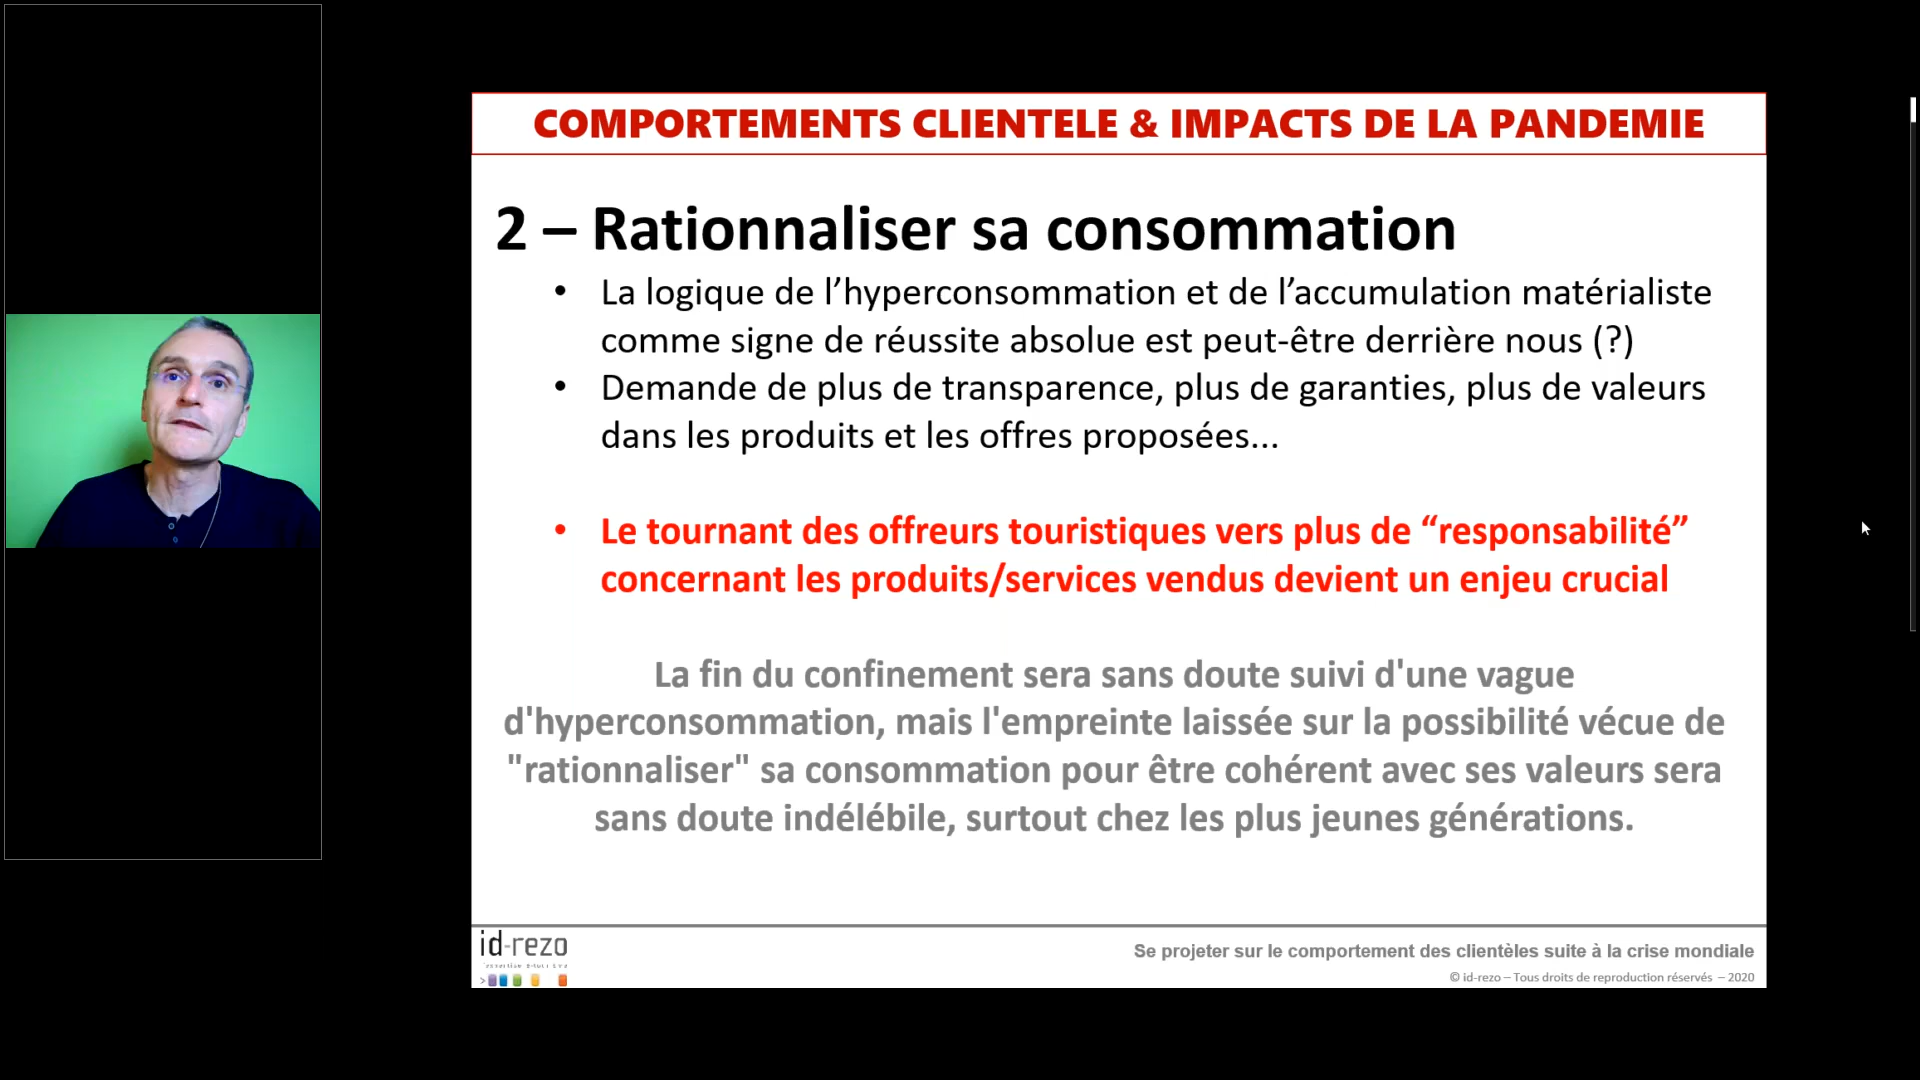 COMPORTEMENTS CLIENTELE & IMPACTS DE LA PANDEMIE
2 – Rationnaliser sa consommation
• La logique de l’hyperconsommation et de l’accumulation matérialiste
comme signe de réussite absolue est peut-être derrière nous (?)
• Demande de plus de transparence, plus de garanties, plus de valeurs
dans les produits et les offres proposées...
• Le tournant des offreurs touristiques vers plus de “responsabilité”
concernant les produits/services vendus devient un enjeu crucial
La fin du confinement sera sans doute suivi d'une vague
d'hyperconsommation, mais l'empreinte laissée sur la possibilité vécue de
"rationnaliser" sa consommation pour être cohérent avec ses valeurs sera
sans doute indélébile, surtout chez les plus jeunes générations.
id-rezo
Se projeter sur le comportement des clientèles suite à la crise mondiale
© id-rezo – Tous droits de reproduction réservés – 2020